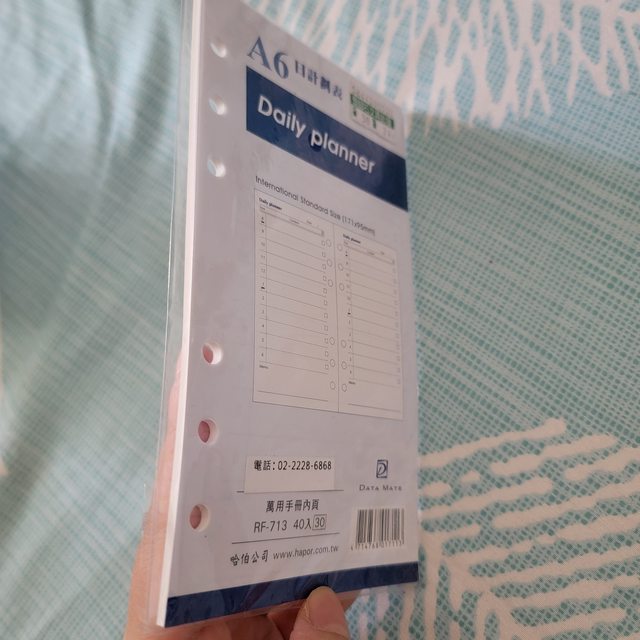 A6 日計劃表
Daily planner
International Standard Size (171x95mm)
Daily planner
Daily planner
電話:02-2228-6868
DATA MATE
萬用手冊內頁
RF-713 40入 30
哈伯公司 www.hapor.com.tw